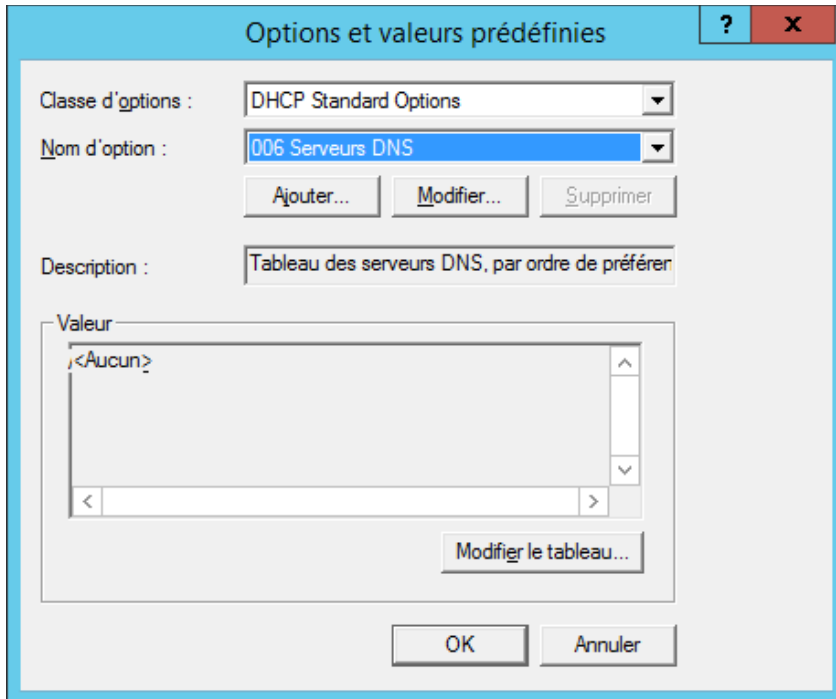 Options et valeurs prédéfinies
?
x
Classe d'options :
DHCP Standard Options
Nom d'option :
006 Serveurs DNS
Ajouter...
Modifier...
Supprimer
Description :
Tableau des serveurs DNS, par ordre de préféren
Valeur
<Aucun>
Modifier le tableau...
OK
Annuler